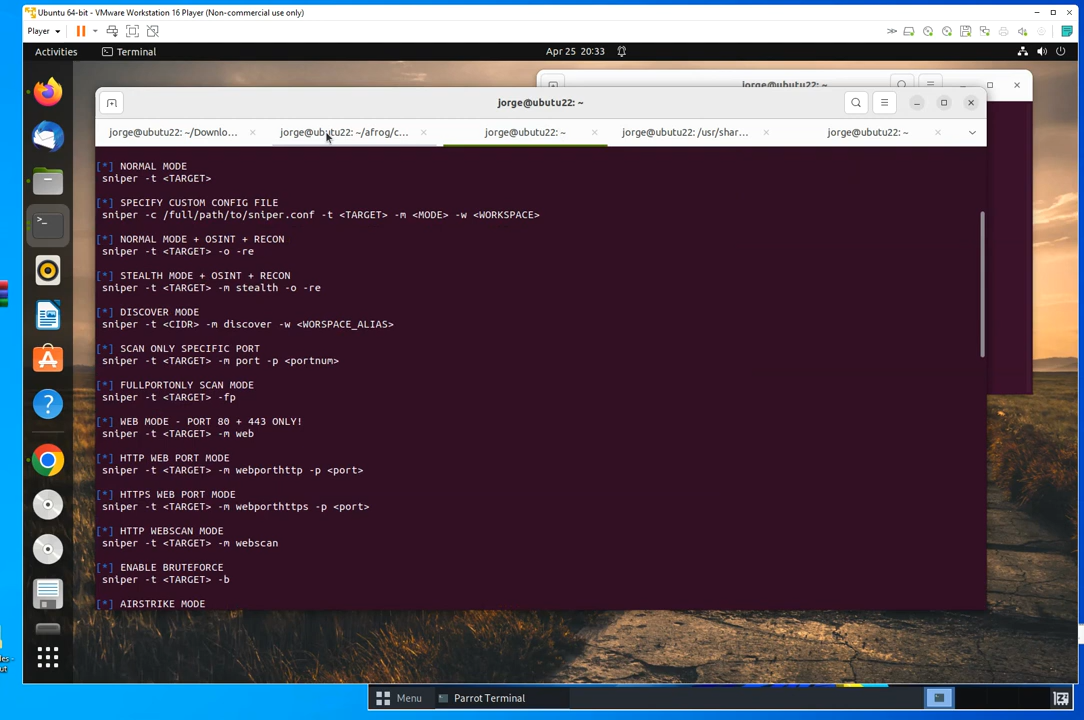 Ubuntu 64-bit - VMware Workstation 16 Player (Non-commercial use only)
Player
Activities
Terminal
Apr 25 20:33
jorge@ubutu22: ~
jorge@ubutu22: ~
jorge@ubutu22: ~/Downlo...
jorge@ubutu22: ~/afrog/c...
jorge@ubutu22: ~
jorge@ubutu22: /usr/shar...
jorge@ubutu22: ~
[*] NORMAL MODE
sniper -t <TARGET>
[*] SPECIFY CUSTOM CONFIG FILE
sniper -c /full/path/to/sniper.conf -t <TARGET> -m <MODE> -w <WORKSPACE>
[*] NORMAL MODE + OSINT + RECON
sniper -t <TARGET> -o -re
[*] STEALTH MODE + OSINT + RECON
sniper -t <TARGET> -m stealth -o -re
[*] DISCOVER MODE
sniper -t <CIDR> -m discover -w <WORSPACE_ALIAS>
[*] SCAN ONLY SPECIFIC PORT
sniper -t <TARGET> -m port -p <portnum>
[*] FULLPORTONLY SCAN MODE
sniper -t <TARGET> -fp
[*] WEB MODE - PORT 80 + 443 ONLY!
sniper -t <TARGET> -m web
[*] HTTP WEB PORT MODE
sniper -t <TARGET> -m webporthttp -p <port>
[*] HTTPS WEB PORT MODE
sniper -t <TARGET> -m webporthttps -p <port>
[*] HTTP WEBSCAN MODE
sniper -t <TARGET> -m webscan
[*] ENABLE BRUTEFORCE
sniper -t <TARGET> -b
[*] AIRSTRIKE MODE
Menu
Parrot Terminal